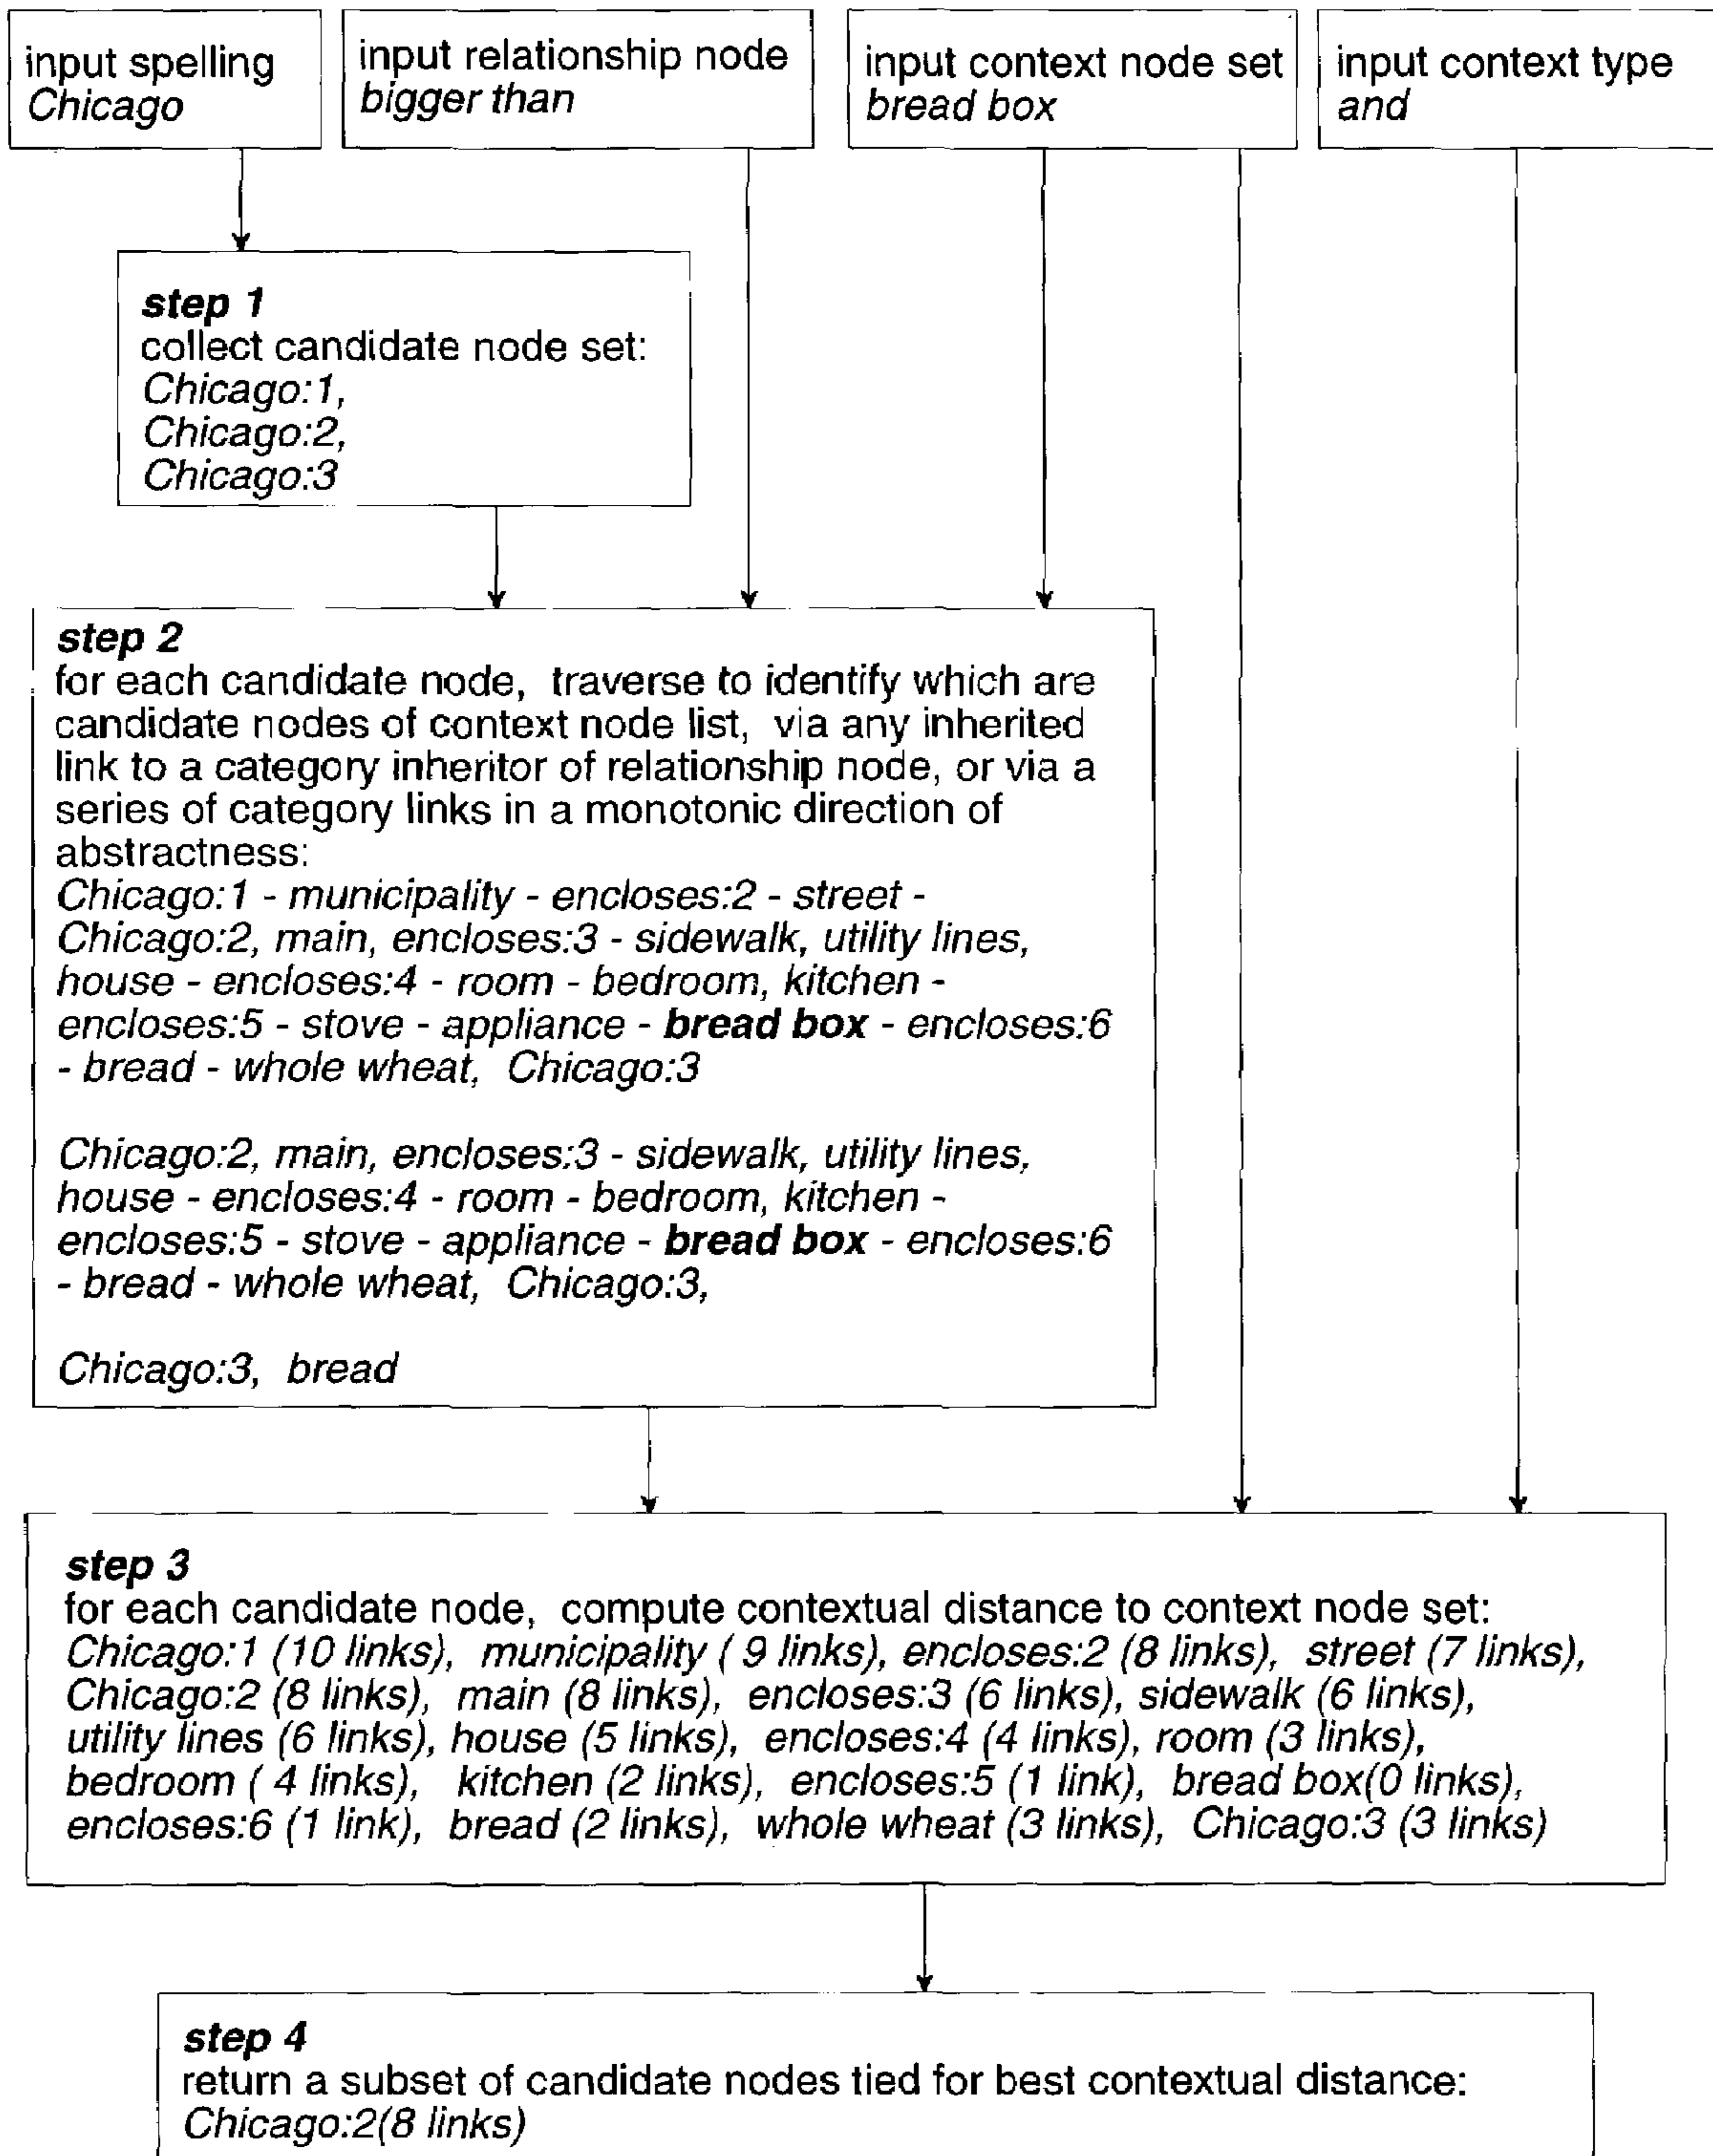 input spelling
Chicago
input relationship node
bigger than
input context node set
bread box
input context type
and
step 1
collect candidate node set:
Chicago:1,
Chicago:2,
Chicago:3
step 2
for each candidate node, traverse to identify which are
candidate nodes of context node list, via any inherited
link to a category inheritor of relationship node, or via a
series of category links in a monotonic direction of
abstractness:
Chicago:1 - municipality - encloses:2 - street -
Chicago:2, main, encloses:3 - sidewalk, utility lines,
house - encloses:4 - room - bedroom, kitchen -
encloses:5 - stove - appliance - bread box - encloses:6
- bread - whole wheat, Chicago:3
Chicago:2, main, encloses:3 - sidewalk, utility lines,
house - encloses:4 - room - bedroom, kitchen -
encloses:5 - stove - appliance - bread box - encloses:6
- bread - whole wheat, Chicago:3,
Chicago:3, bread
step 3
for each candidate node, compute contextual distance to context node set:
Chicago:1 (10 links), municipality ( 9 links), encloses:2 (8 links), street (7 links),
Chicago:2 (8 links), main (8 links), encloses:3 (6 links), sidewalk (6 links),
utility lines (6 links), house (5 links), encloses:4 (4 links), room (3 links),
bedroom ( 4 links), kitchen (2 links), encloses:5 (1 link), bread box(0 links),
encloses:6 (1 link), bread (2 links), whole wheat (3 links), Chicago:3 (3 links)
step 4
return a subset of candidate nodes tied for best contextual distance:
Chicago:2(8 links)